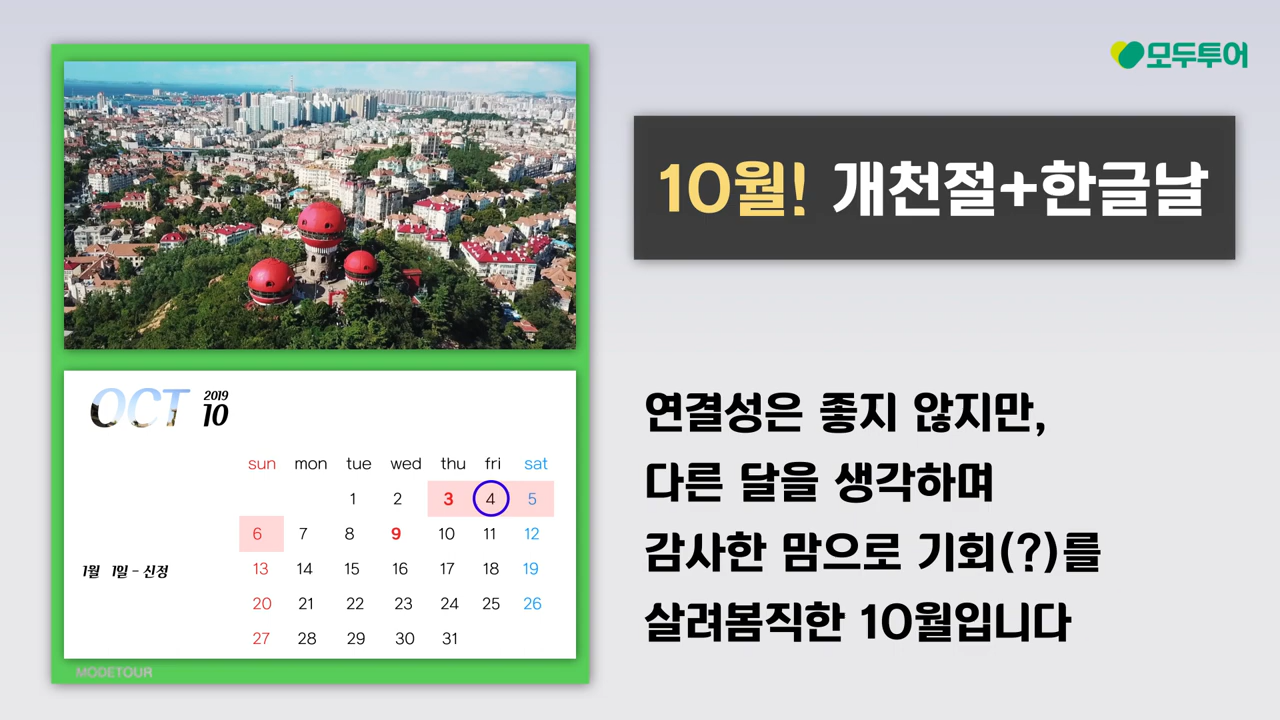 모두투어
10월! 개천절+한글날
OCT 2019 10
sun mon tue wed thu fri sat
1 2 3 4 5
6 7 8 9 10 11 12
13 14 15 16 17 18 19
20 21 22 23 24 25 26
27 28 29 30 31
1월 1일 - 신정
MODETOUR
연결성은 좋지 않지만,
다른 달을 생각하며
감사한 맘으로 기회(?)를
살려봄직한 10월입니다